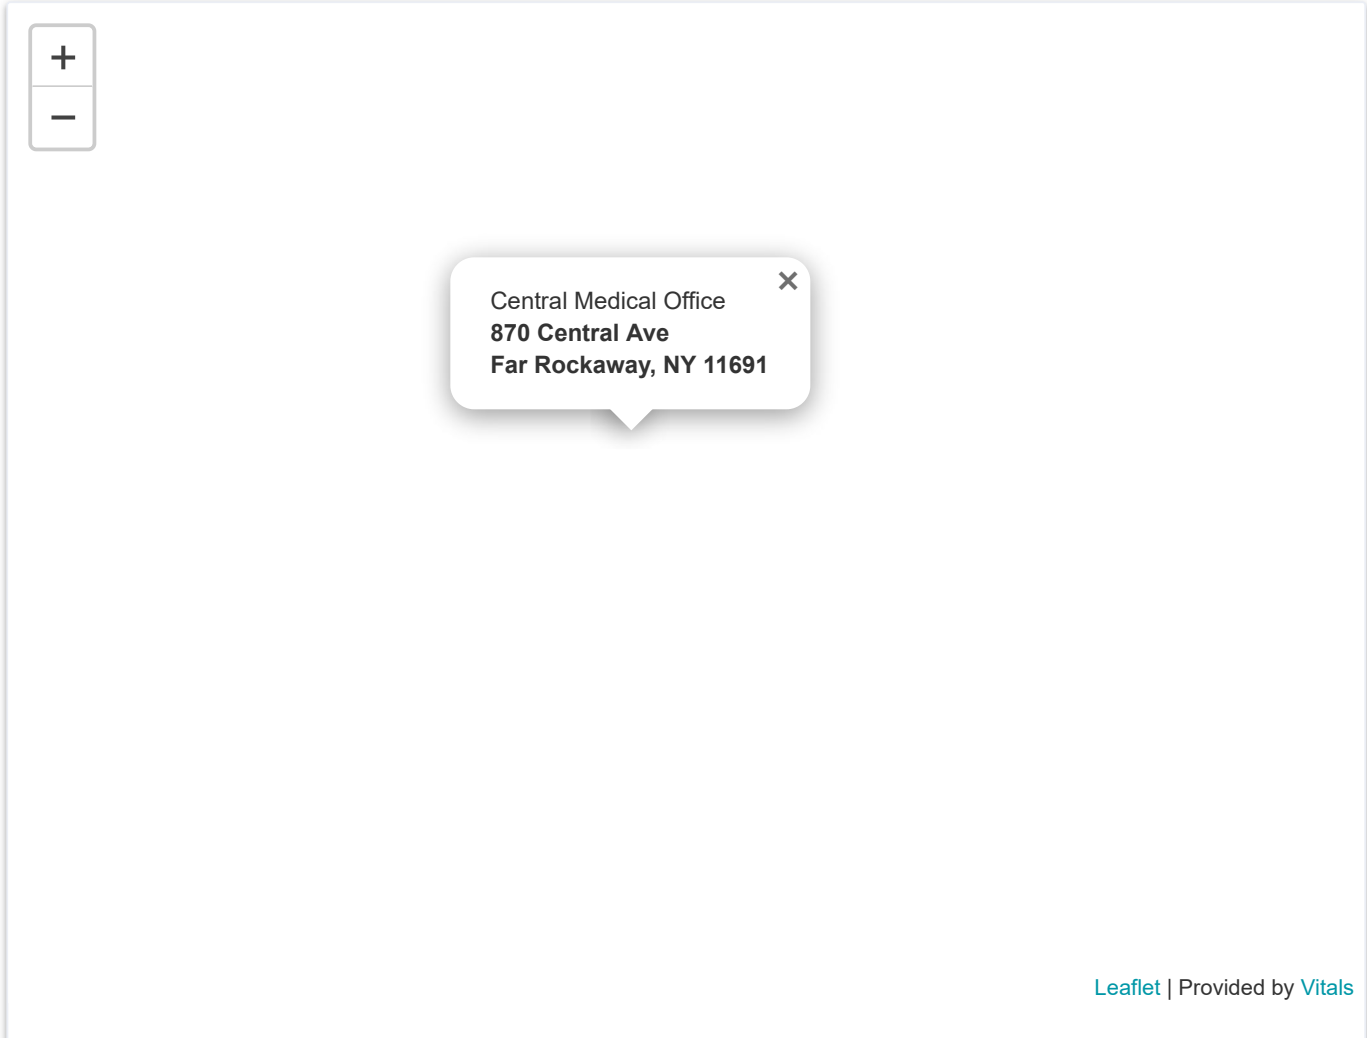 +
−
×
Central Medical Office
870 Central Ave
Far Rockaway, NY 11691
Leaflet | Provided by Vitals